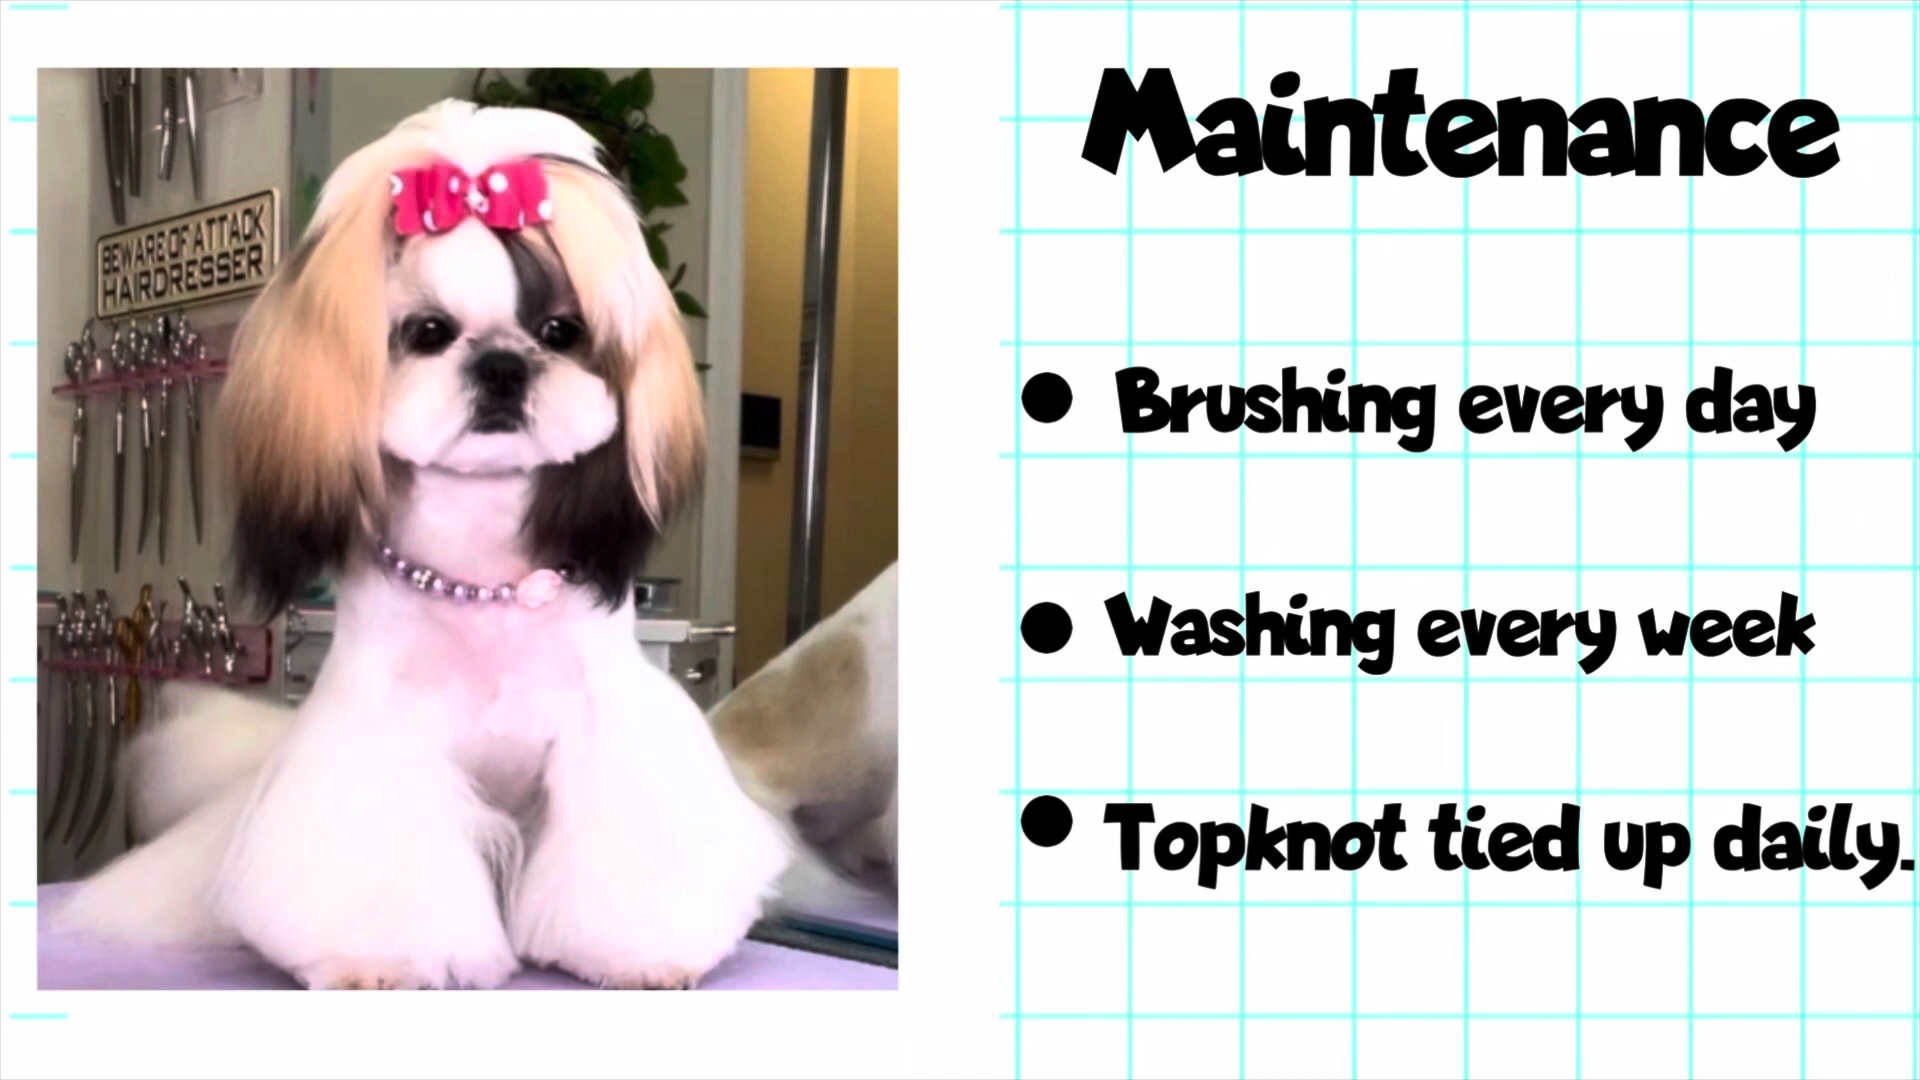 BEWARE OF ATTACK
HAIRDRESSER
Maintenance
Brushing every day
Washing every week
Topknot tied up daily.